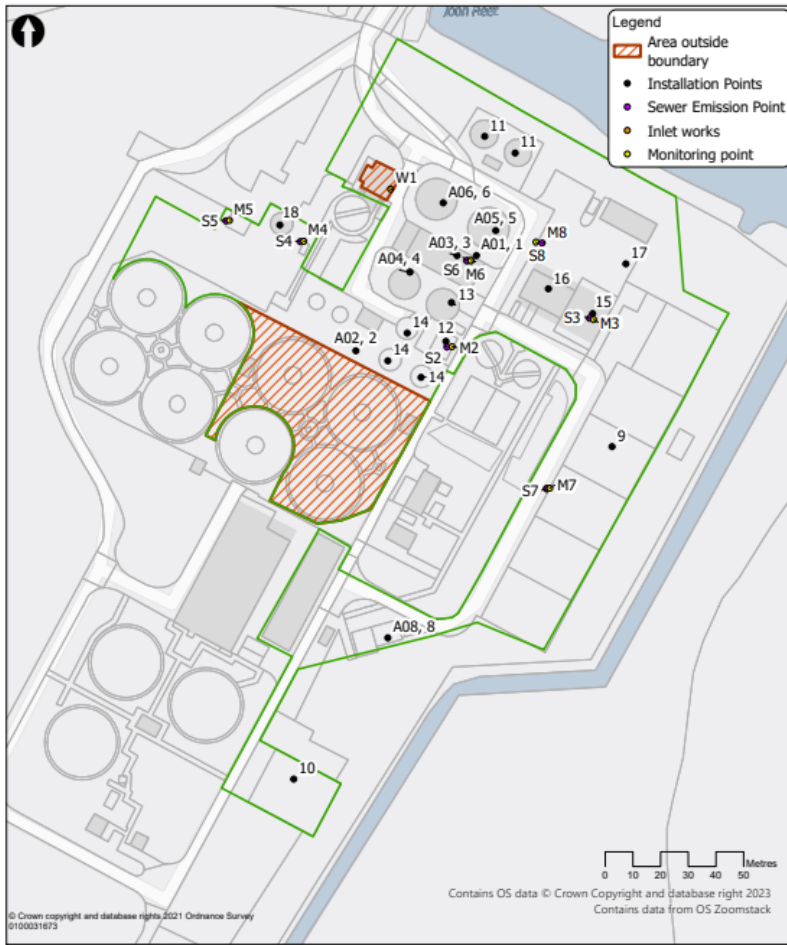 John Reet
Legend
Area outside
boundary
Installation Points
Sewer Emission Point
Inlet works
Monitoring point
11
11
W1
A06, 6
A05, 5
M5
S5
18
M4
S4
M8
S8
A03, 3
A01, 1
S6
M6
A04, 4
17
16
13
15
S3
M3
14
12
A02, 2
S2
M2
14
14
9
S7
M7
A08, 8
10
0 10 20 30 40 50
Metres
Contains OS data © Crown Copyright and database right 2023
Contains data from OS Zoomstack
© Crown copyright and database rights 2021 Ordnance Survey
0100031673